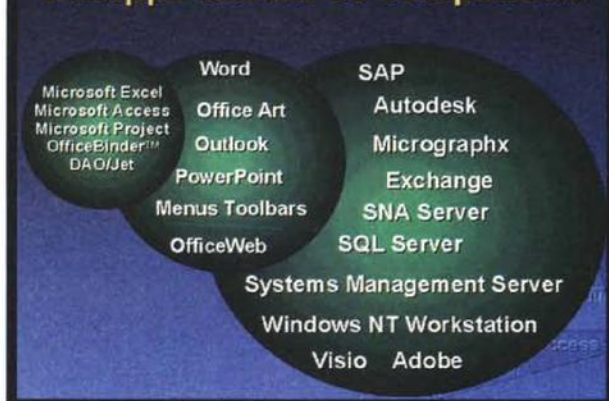 Microsoft Excel
Microsoft Access
Microsoft Project
OfficeBinder™
DAO/Jet
Word
Office Art
Outlook
PowerPoint
Menus Toolbars
OfficeWeb
SAP
Autodesk
Micrographx
Exchange
SNA Server
SQL Server
Systems Management Server
Windows NT Workstation
Visio Adobe